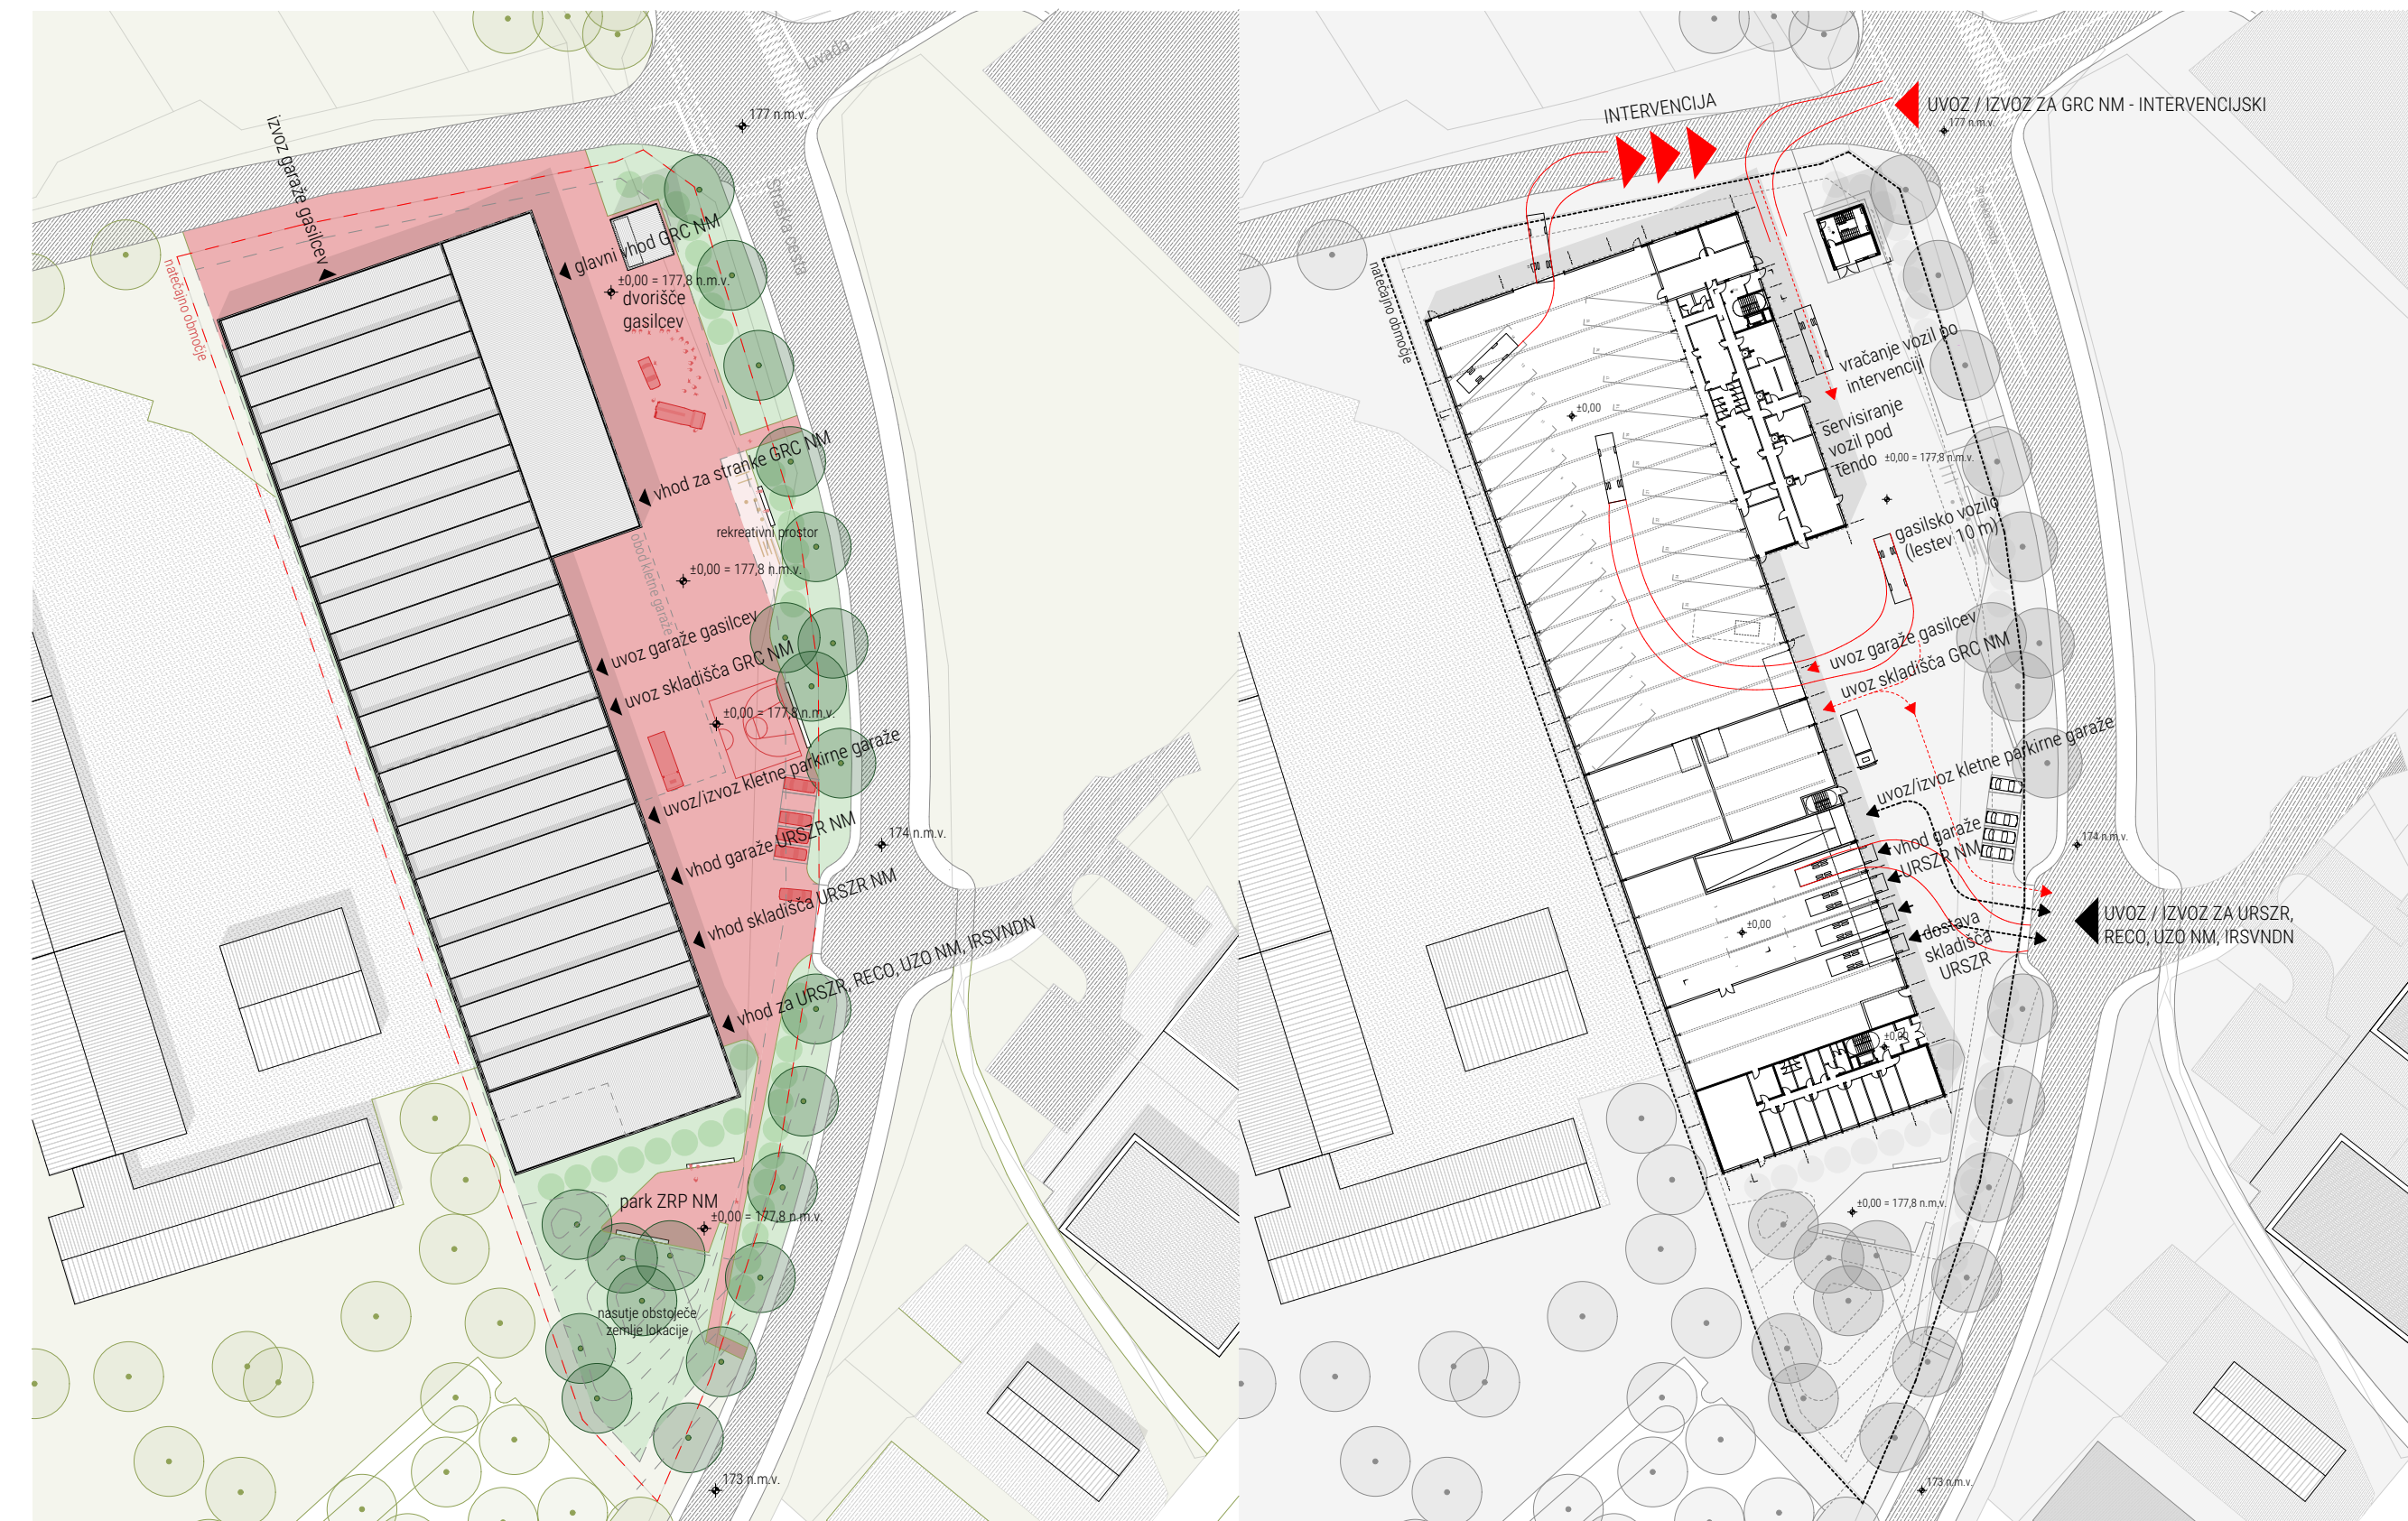 Livada
177 n.m.v.
Straška cesta
izvoz garaže gasilcev
natečajno območje
glavni vhod GRC NM
±0,00 = 177,8 n.m.v.
dvorišče
gasilcev
vhod za stranke GRC NM
rekreativni prostor
obod kletne garaže
±0,00 = 177,8 n.m.v.
uvoz garaže gasilcev
uvoz skladišča GRC NM
±0,00 = 177,8 n.m.v.
uvoz/izvoz kletne parkirne garaže
vhod garaže URSZR NM
174 n.m.v.
vhod skladišča URSZR NM
vhod za URSZR, RECO, UZO NM, IRSVNDN
park ZRP NM
±0,00 = 177,8 n.m.v.
nasutje obstoječe
zemlje lokacije
173 n.m.v.
INTERVENCIJA
UVOZ / IZVOZ ZA GRC NM - INTERVENCIJSKI
177 n.m.v.
natečajno območje
vračanje vozil po
intervenciji
±0,00
servisiranje
vozil pod
tendo
±0,00 = 177,8 n.m.v.
gasilsko vozilo
(lestev 10 m)
uvoz garaže gasilcev
uvoz skladišča GRC NM
uvoz/izvoz kletne parkirne garaže
vhod garaže
URSZR NM
174 n.m.v.
±0,00
dostava
skladišča
URSZR
UVOZ / IZVOZ ZA URSZR,
RECO, UZO NM, IRSVNDN
±0,00
±0,00 = 177,8 n.m.v.
173 n.m.v.